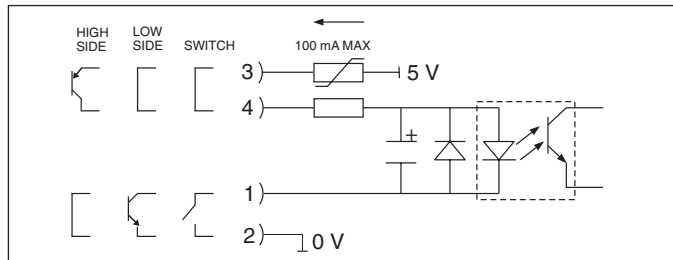 HIGH SIDE
LOW SIDE
SWITCH
100 mA MAX
3
5 V
4
+
1
2
0 V